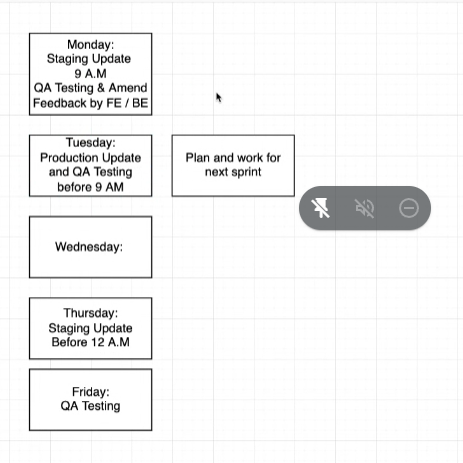 Monday:
Staging Update
9 A.M
QA Testing & Amend
Feedback by FE / BE
Tuesday:
Production Update
and QA Testing
before 9 AM
Plan and work for
next sprint
Wednesday:
Thursday:
Staging Update
Before 12 A.M
Friday:
QA Testing